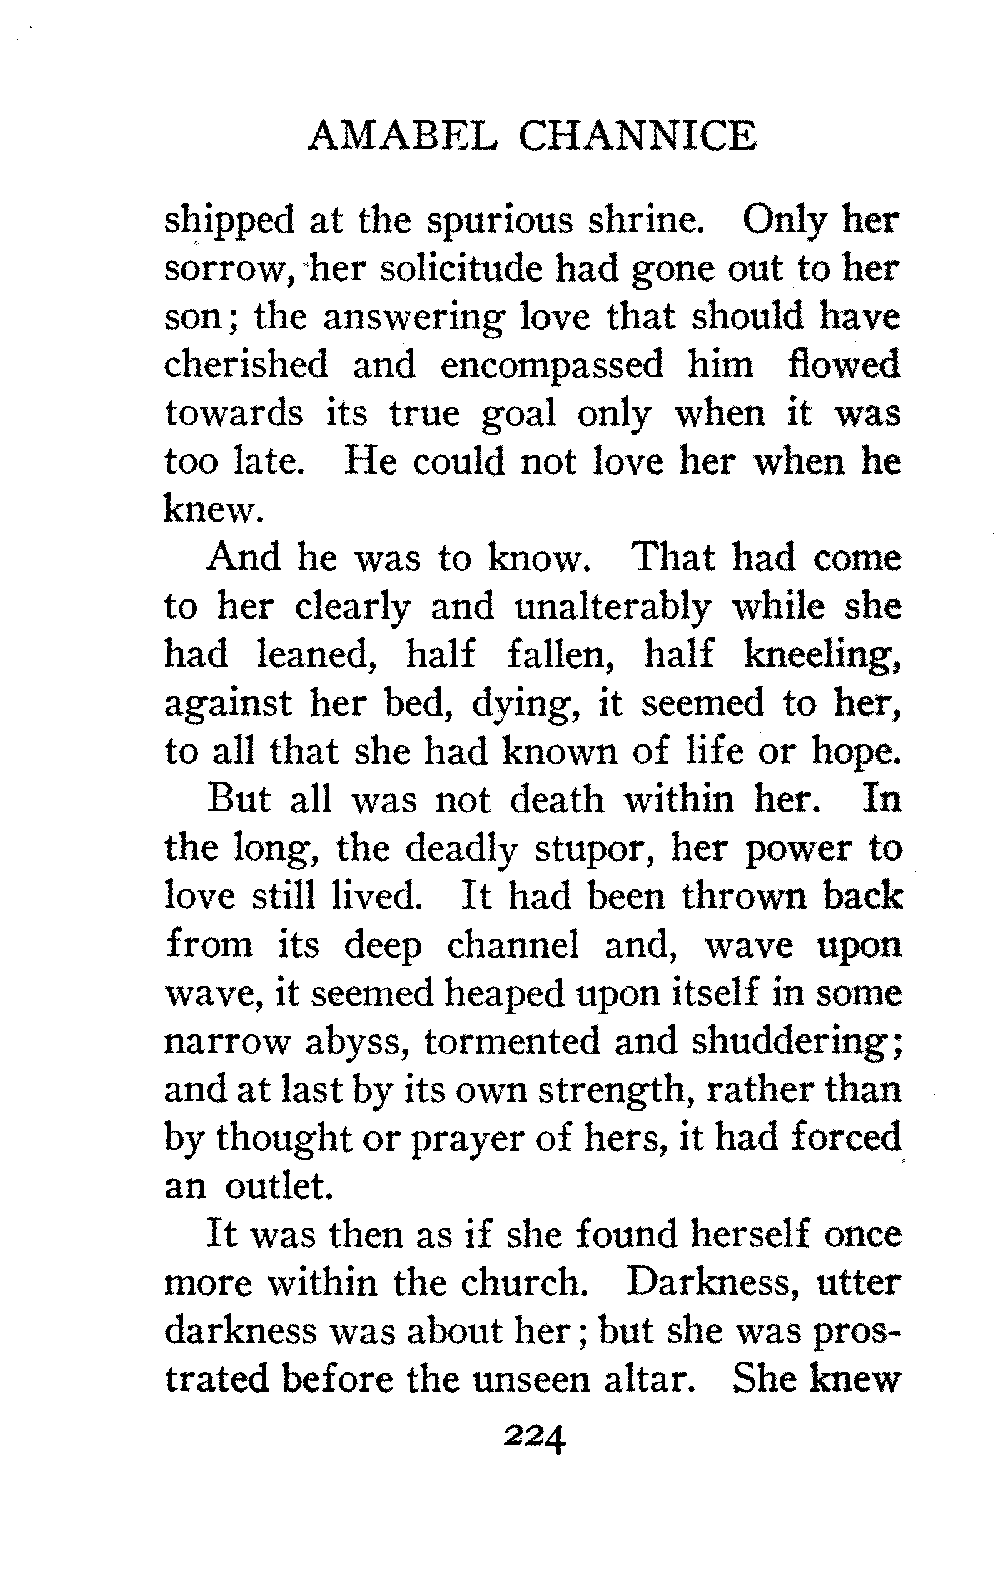 AMABEL CHANNICE
shipped at the spurious shrine. Only her
sorrow, her solicitude had gone out to her
son; the answering love that should have
cherished and encompassed him flowed
towards its true goal only when it was
too late. He could not love her when he
knew.
And he was to know. That had come
to her clearly and unalterably while she
had leaned, half fallen, half kneeling,
against her bed, dying, it seemed to her,
to all that she had known of life or hope.
But all was not death within her. In
the long, the deadly stupor, her power to
love still lived. It had been thrown back
from its deep channel and, wave upon
wave, it seemed heaped upon itself in some
narrow abyss, tormented and shuddering;
and at last by its own strength, rather than
by thought or prayer of hers, it had forced
an outlet.
It was then as if she found herself once
more within the church. Darkness, utter
darkness was about her; but she was pros-
trated before the unseen altar. She knew
224